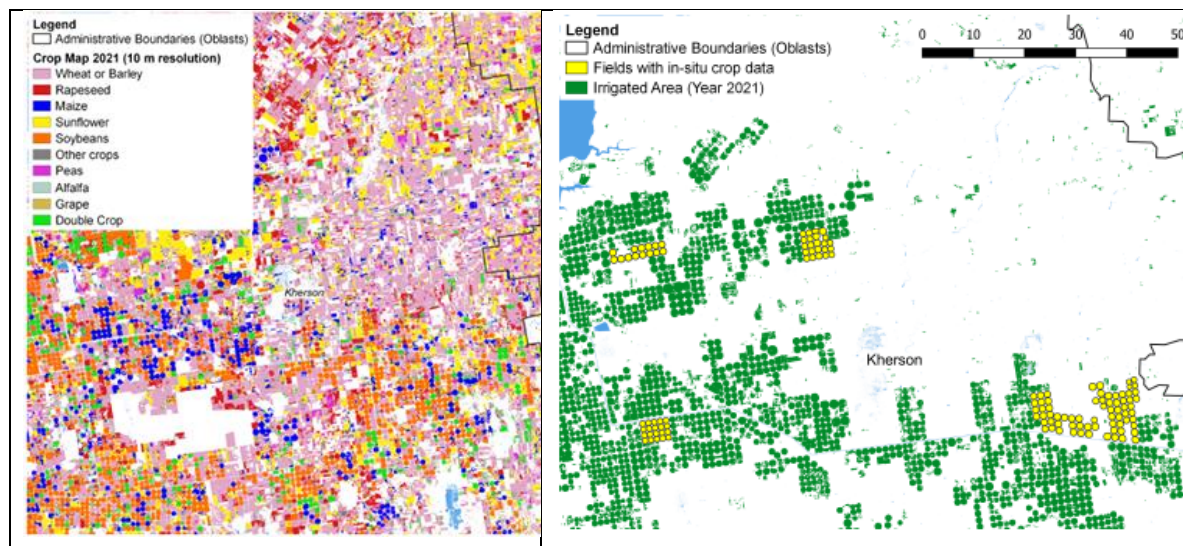 Legend
Administrative Boundaries (Oblasts)
Crop Map 2021 (10 m resolution)
Wheat or Barley
Rapeseed
Maize
Sunflower
Soybeans
Other crops
Peas
Alfalfa
Grape
Double Crop
Kherson
Legend
Administrative Boundaries (Oblasts)
Fields with in-situ crop data
Irrigated Area (Year 2021)
0 10 20 30 40 50
Kherson